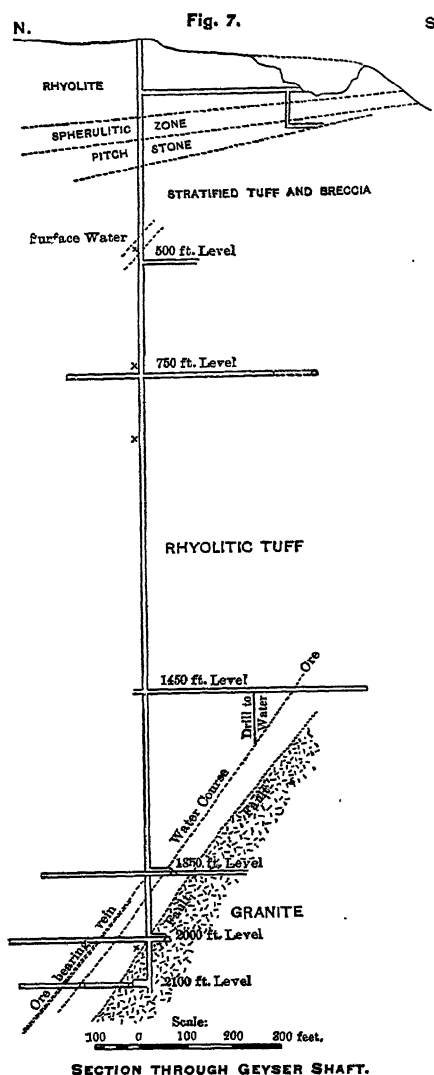 Fig. 7.
N.
S
RHYOLITE
SPHERULITIC ZONE
PITCH STONE
STRATIFIED TUFF AND BRECCIA
Surface Water
500 ft. Level
750 ft. Level
RHYOLITIC TUFF
Ore
1450 ft. Level
Drill to
Water
Water Course
Fault
1850 ft. Level
GRANITE
Fault
2000 ft. Level
Ore bearing vein
2100 ft. Level
Scale:
100 0 100 200 300 feet.
SECTION THROUGH GEYSER SHAFT.